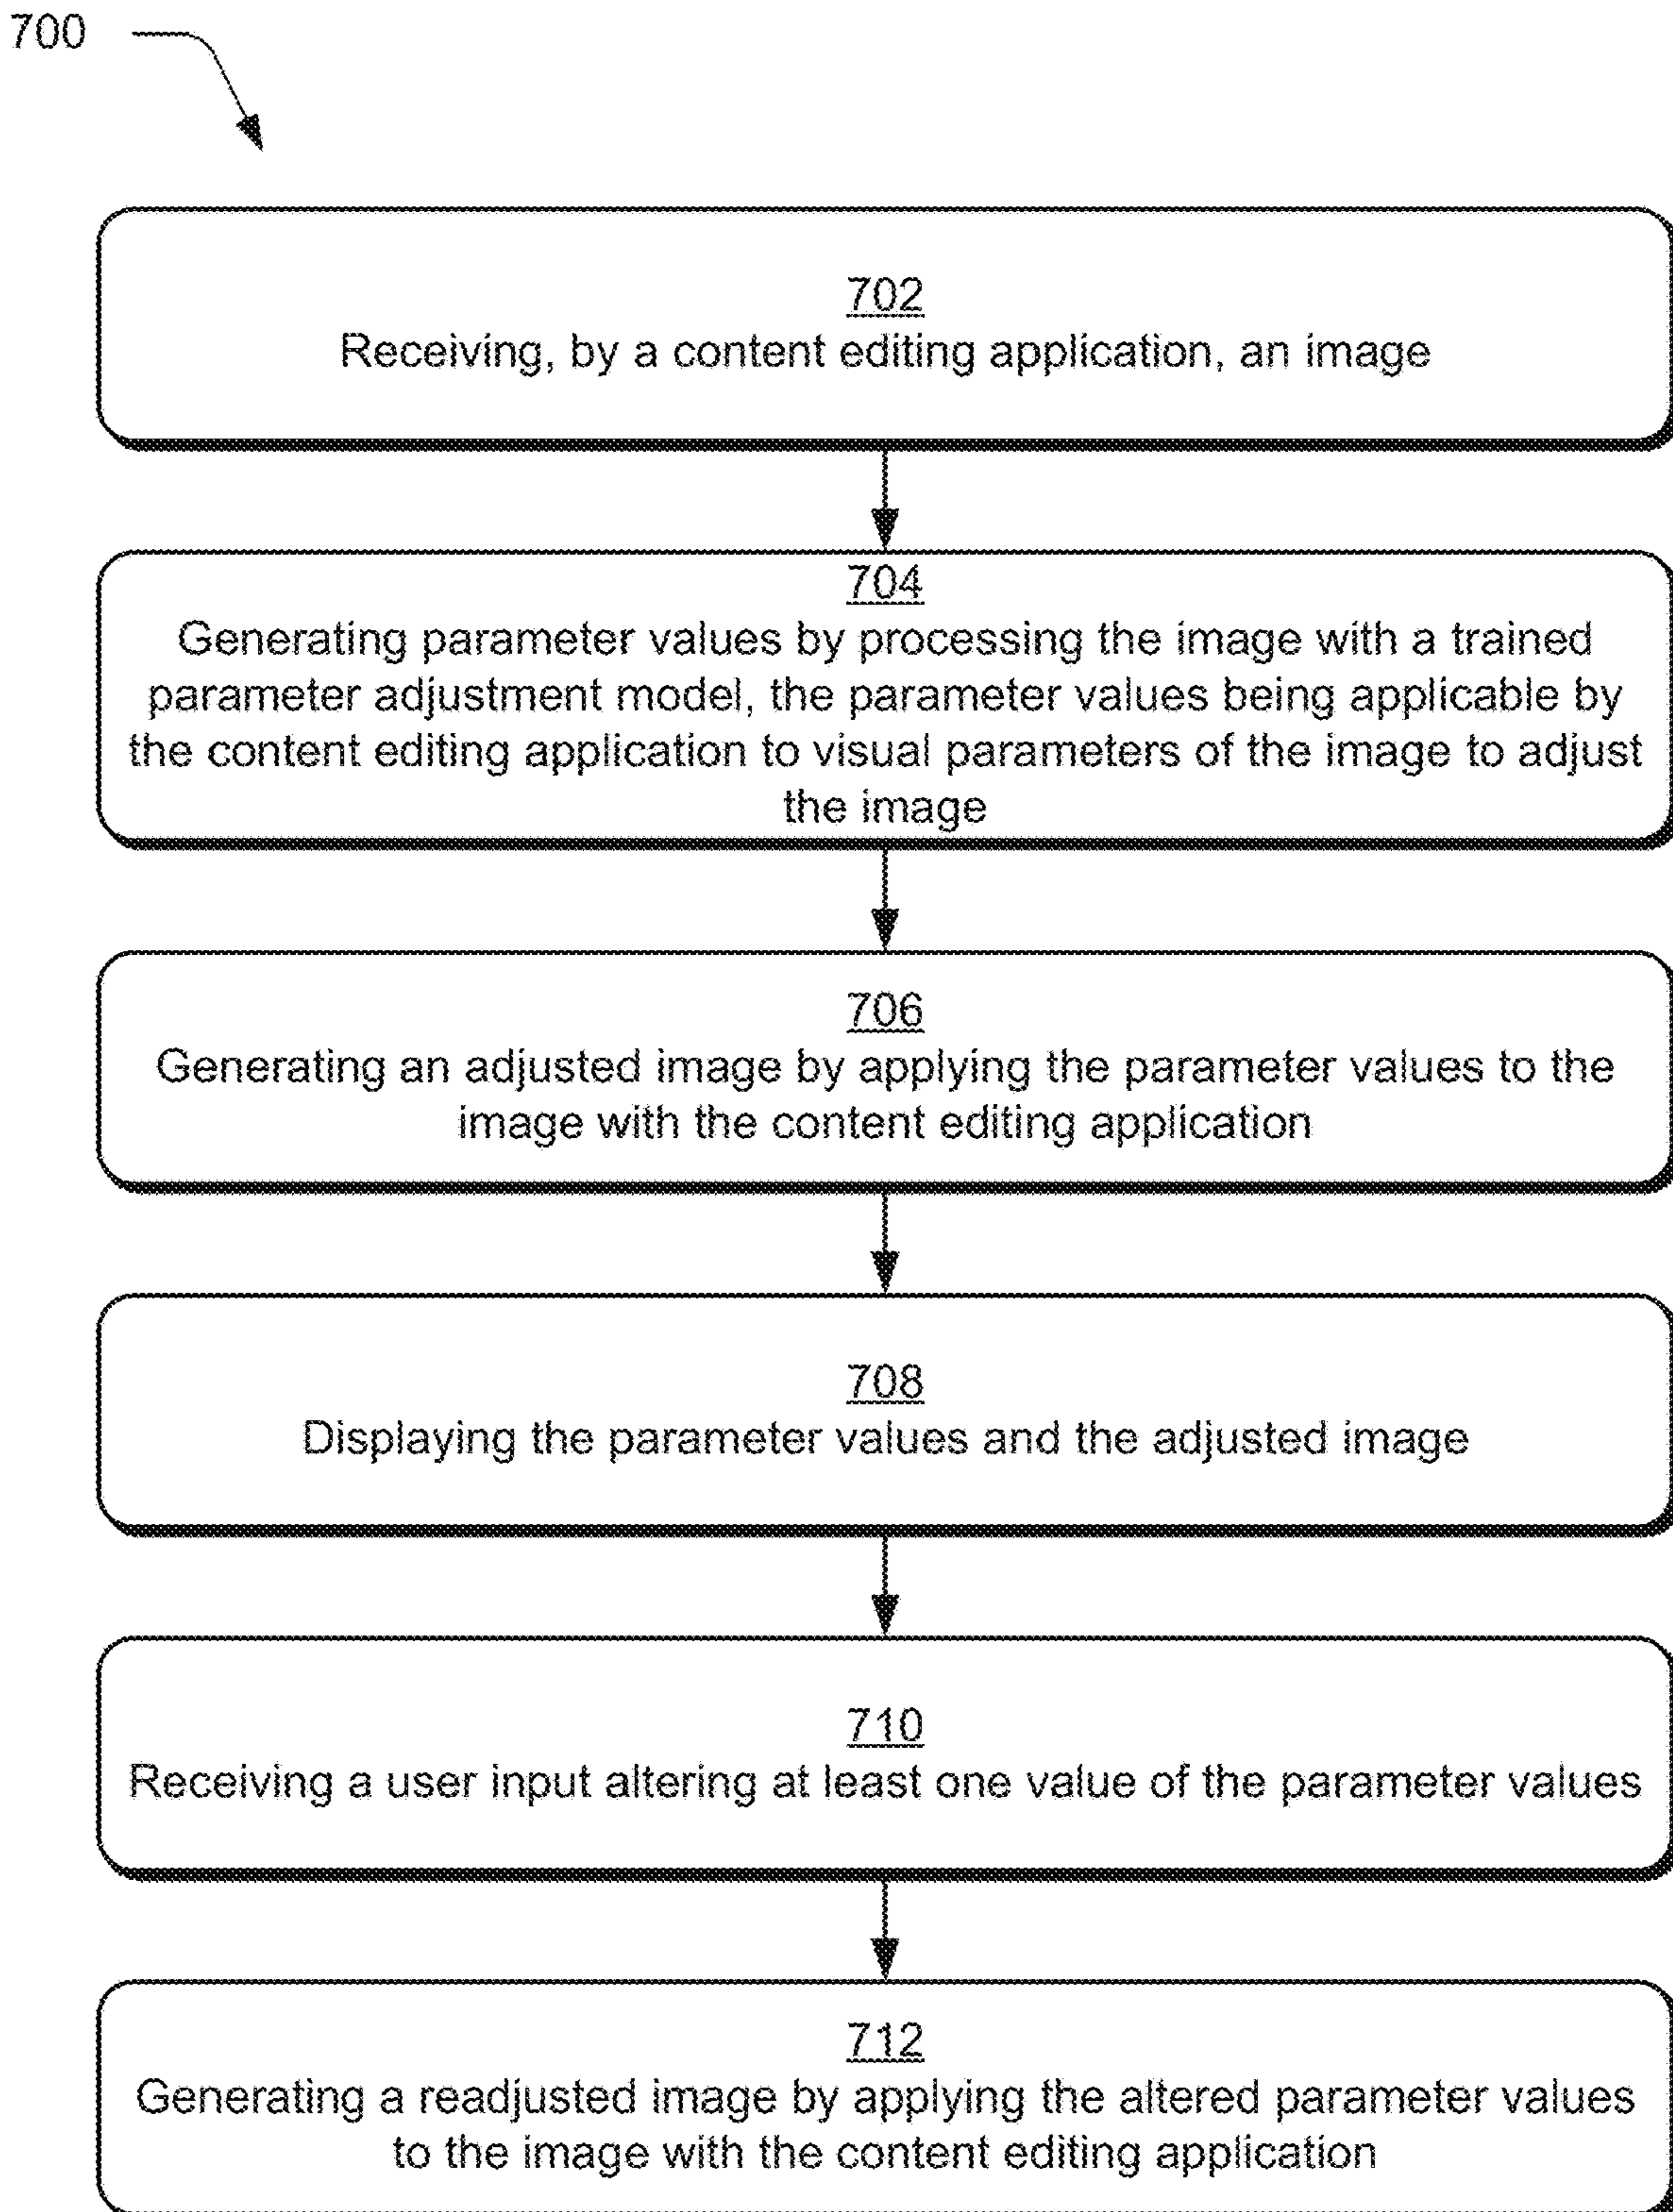 700
702
Receiving, by a content editing application, an image
704
Generating parameter values by processing the image with a trained
parameter adjustment model, the parameter values being applicable by
the content editing application to visual parameters of the image to adjust
the image
706
Generating an adjusted image by applying the parameter values to the
image with the content editing application
708
Displaying the parameter values and the adjusted image
710
Receiving a user input altering at least one value of the parameter values
712
Generating a readjusted image by applying the altered parameter values
to the image with the content editing application